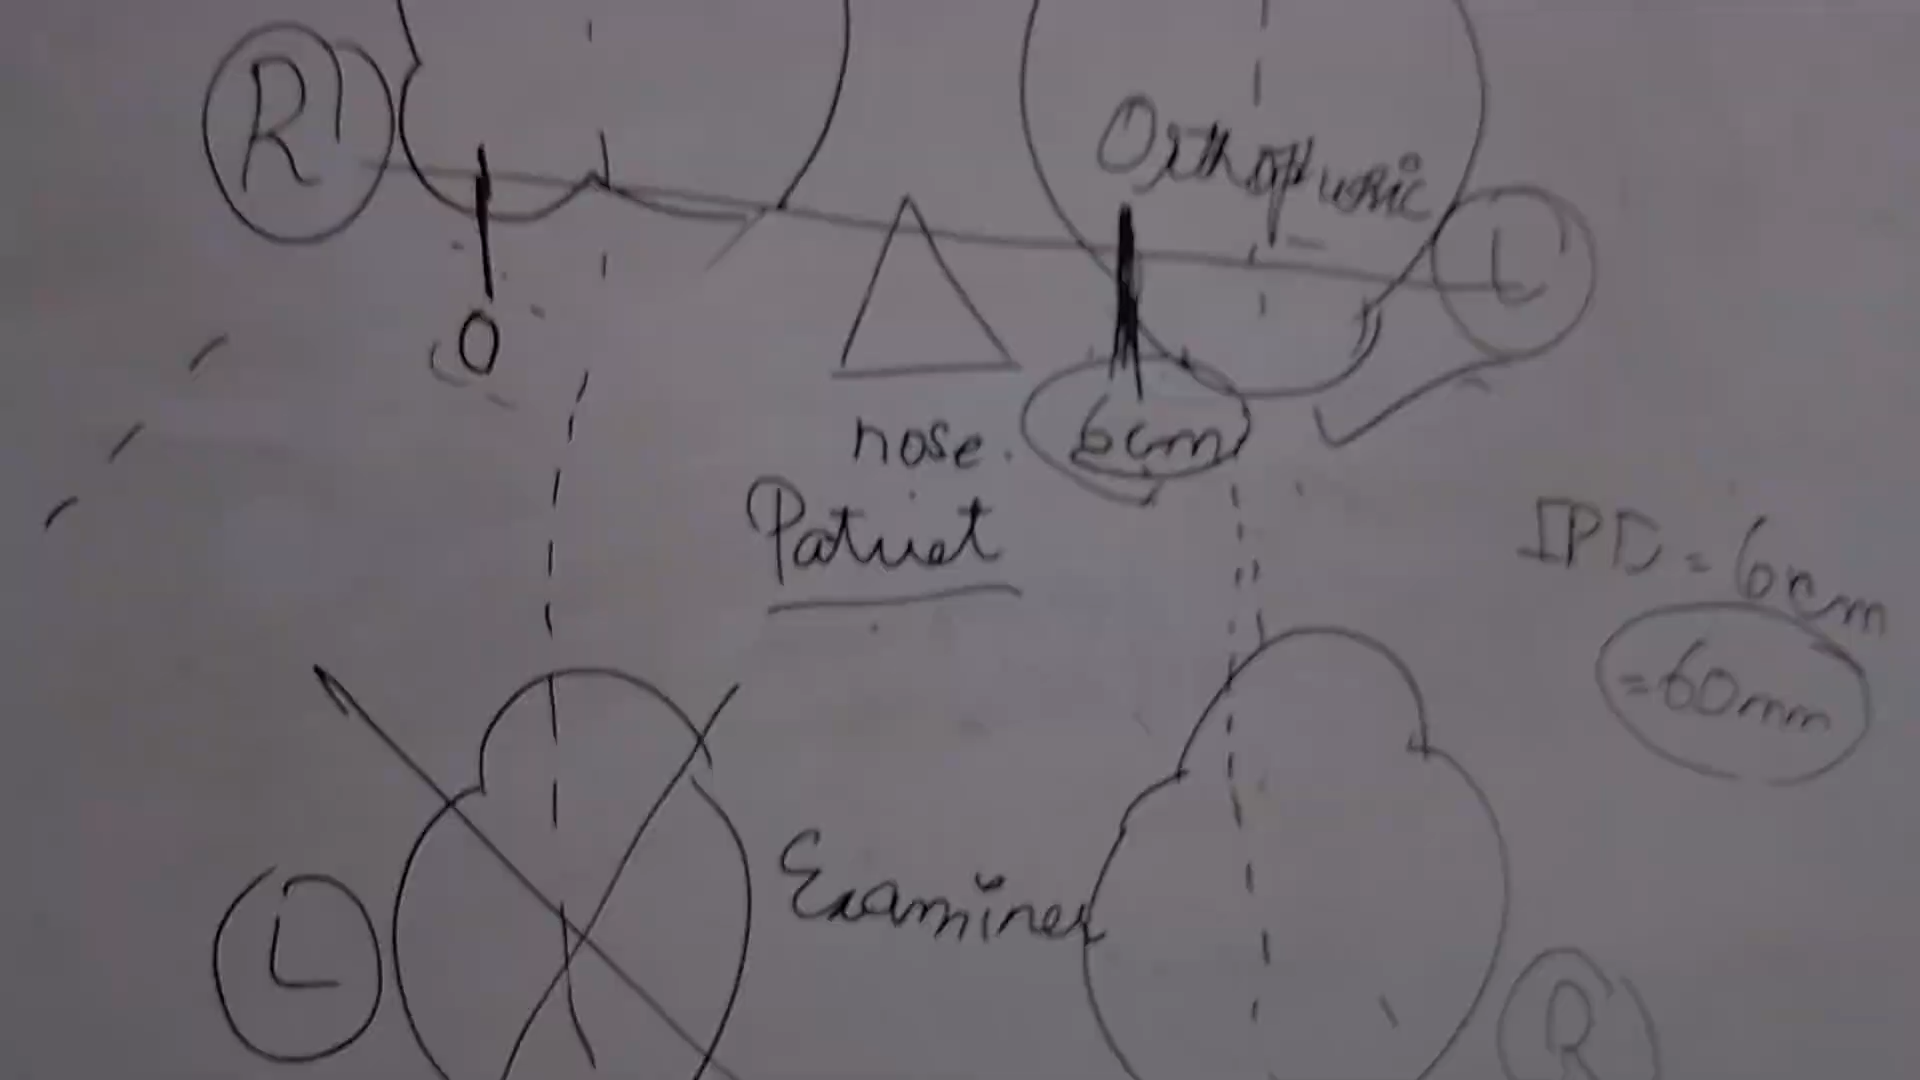 R
Orthophoric
L
0
nose.
6cm
Patient
IPD = 6cm
= 60mm
Examiner
L
R